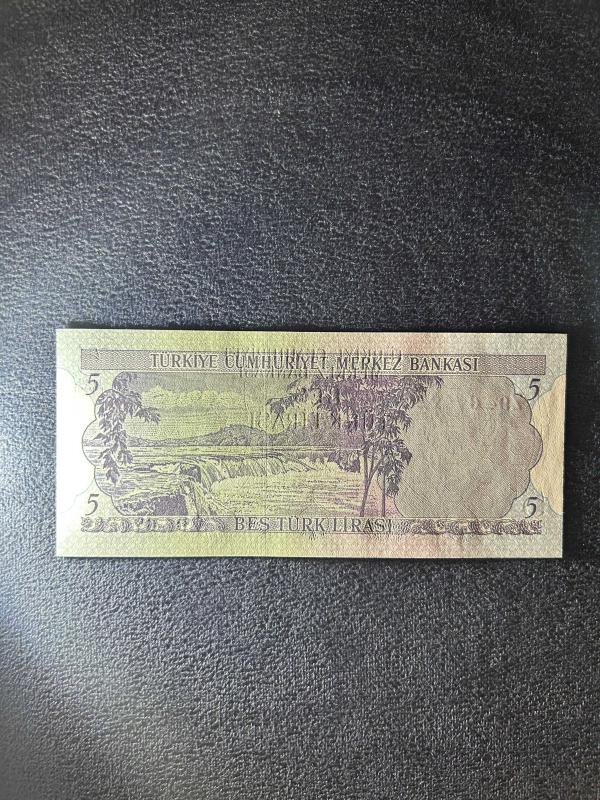 TÜRKİYE CUMHURİYET MERKEZ BANKASI
5 5
5 5
BEŞ TÜRK LİRASI